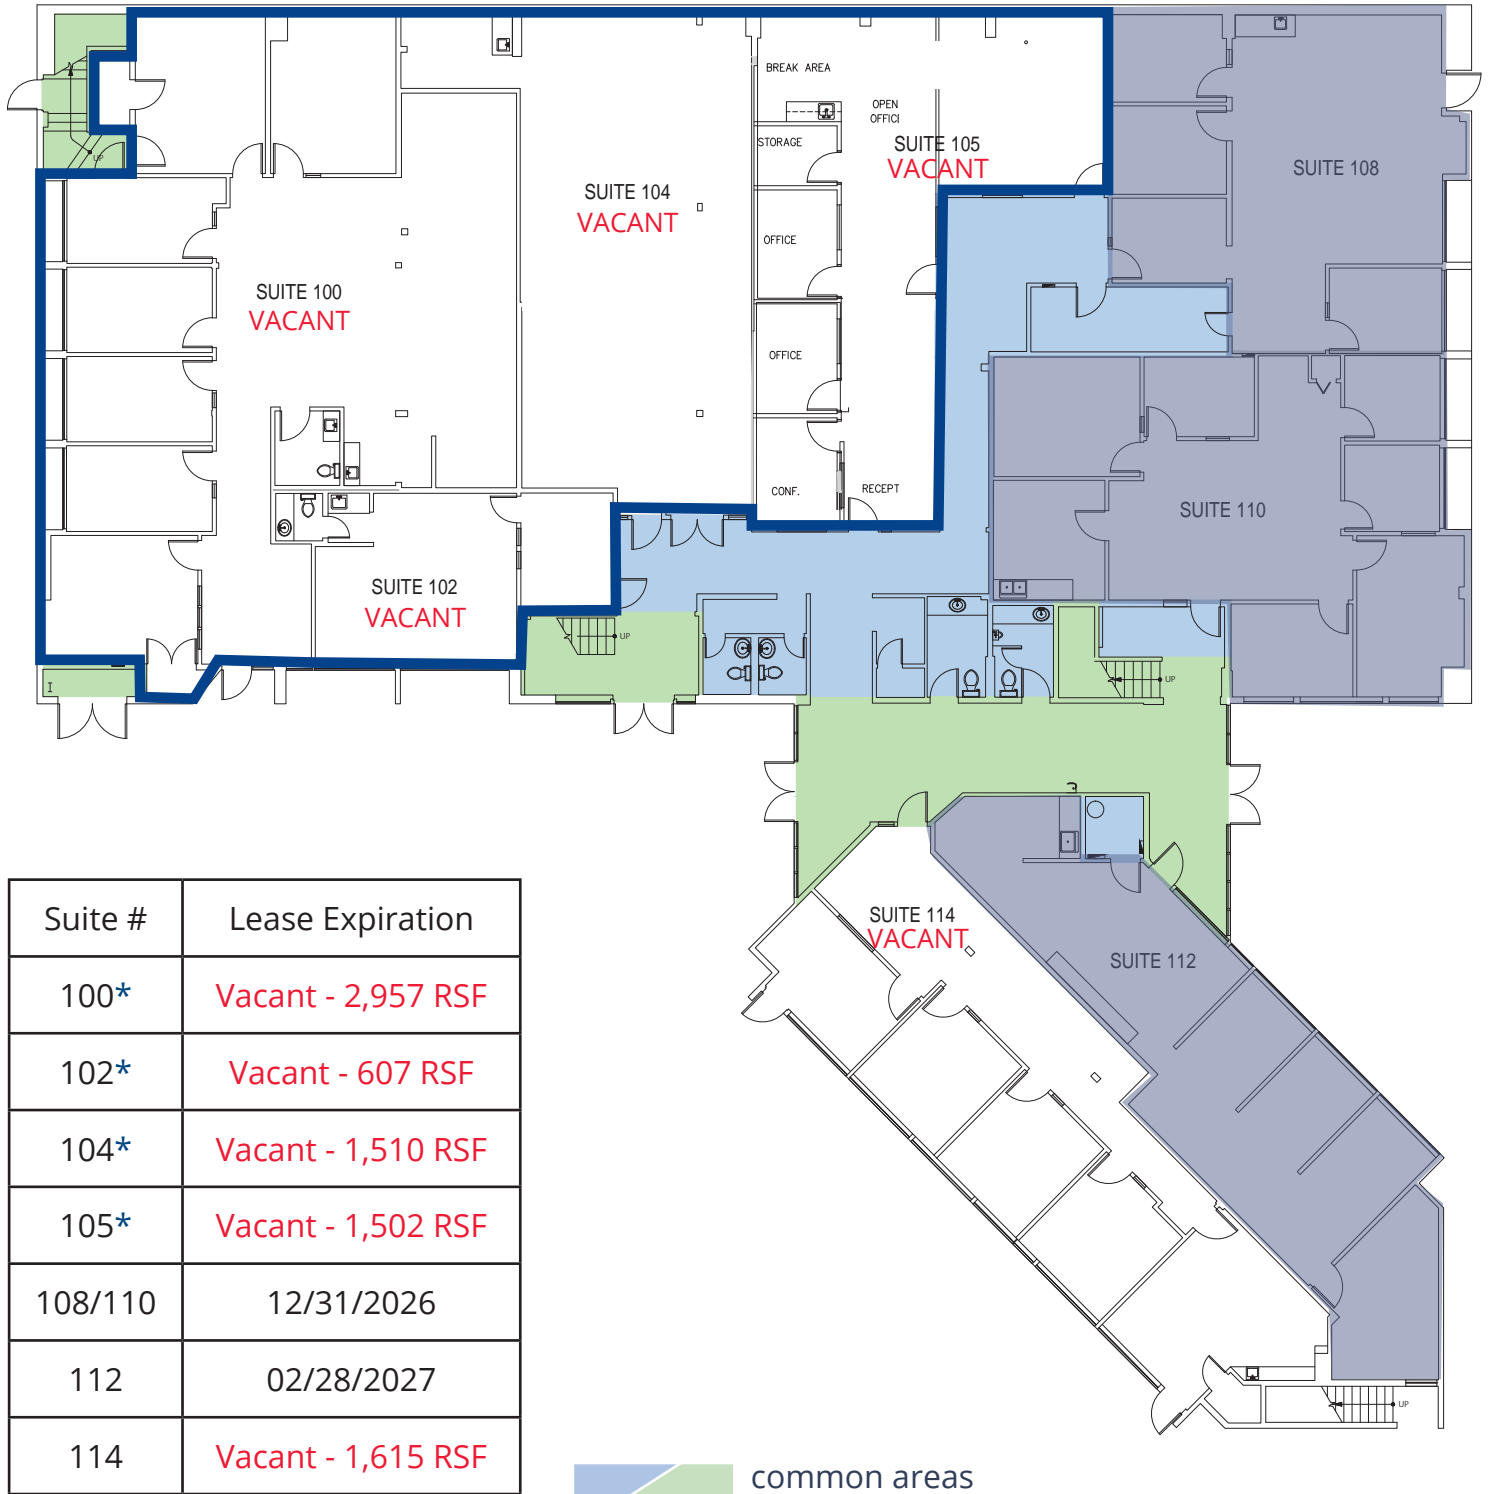 BREAK AREA
OPEN
OFFICI
STORAGE
SUITE 105
VACANT
SUITE 108
SUITE 104
VACANT
UP
OFFICE
SUITE 100
VACANT
OFFICE
CONF.
RECEPT
SUITE 110
SUITE 102
VACANT
UP
UP
I
SUITE 114
VACANT
SUITE 112
UP
Suite # Lease Expiration
100* Vacant - 2,957 RSF
102* Vacant - 607 RSF
104* Vacant - 1,510 RSF
105* Vacant - 1,502 RSF
108/110 12/31/2026
112 02/28/2027
114 Vacant - 1,615 RSF
common areas